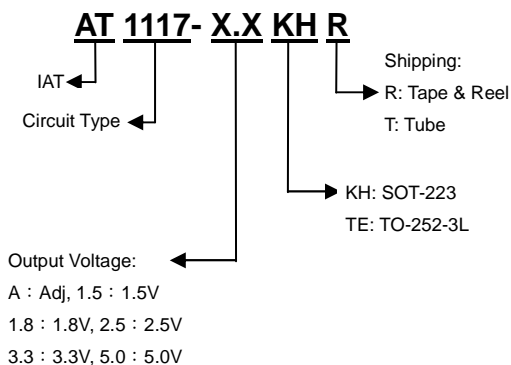 AT 1117- X.X KH R
Shipping:
IAT
R: Tape & Reel
Circuit Type
T: Tube
KH: SOT-223
TE: TO-252-3L
Output Voltage:
A：Adj, 1.5：1.5V
1.8：1.8V, 2.5：2.5V
3.3：3.3V, 5.0：5.0V